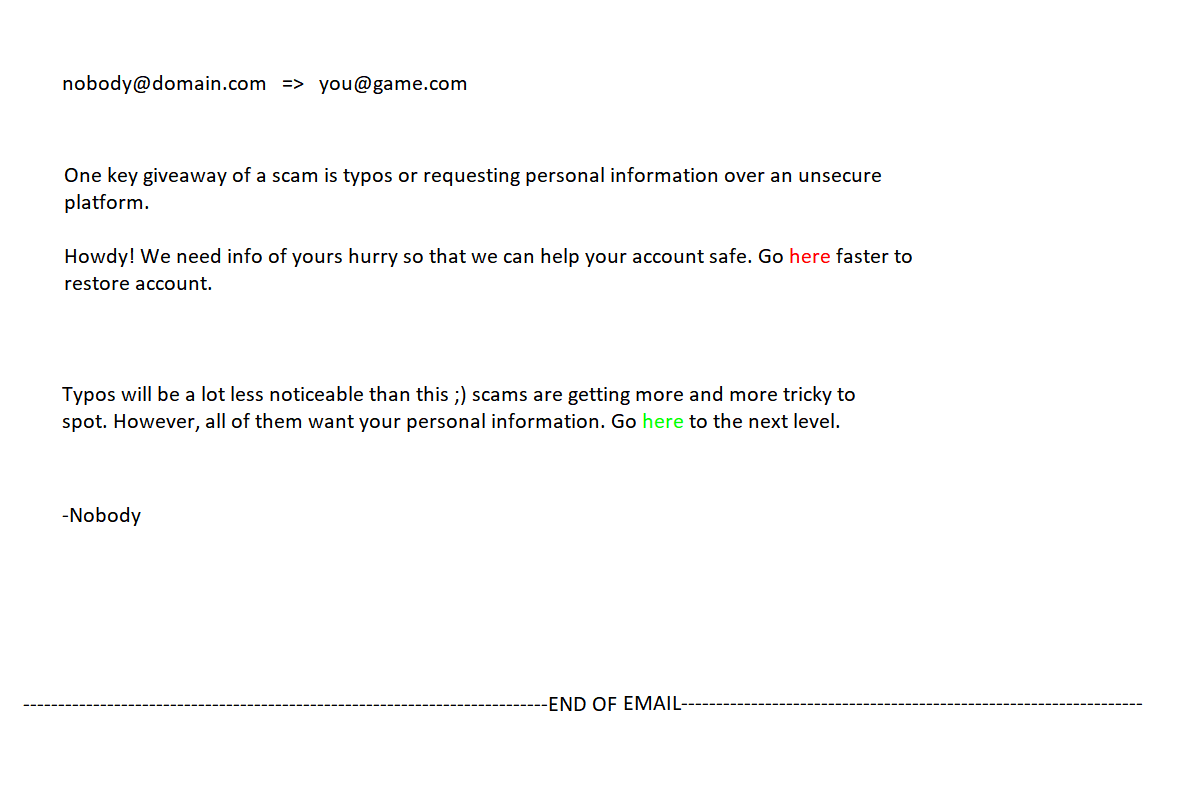 nobody@domain.com => you@game.com
One key giveaway of a scam is typos or requesting personal information over an unsecure
platform.
Howdy! We need info of yours hurry so that we can help your account safe. Go here faster to
restore account.
Typos will be a lot less noticeable than this ;) scams are getting more and more tricky to
spot. However, all of them want your personal information. Go here to the next level.
-Nobody
---------------------------------------------------------------------------END OF EMAIL------------------------------------------------------------------